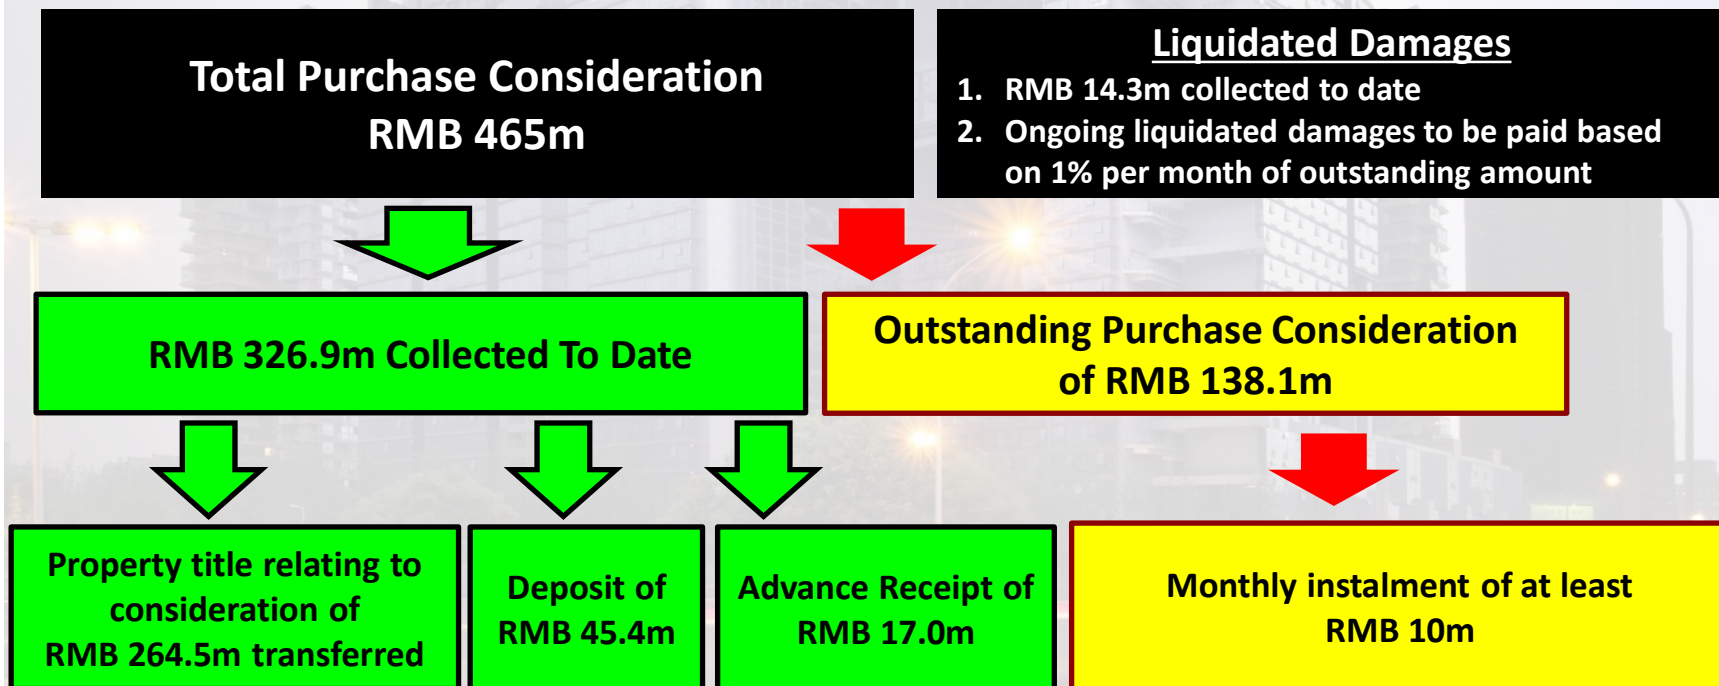 Total Purchase Consideration
RMB 465m
Liquidated Damages
1. RMB 14.3m collected to date
2. Ongoing liquidated damages to be paid based
on 1% per month of outstanding amount
RMB 326.9m Collected To Date
Outstanding Purchase Consideration
of RMB 138.1m
Property title relating to
consideration of
RMB 264.5m transferred
Deposit of
RMB 45.4m
Advance Receipt of
RMB 17.0m
Monthly instalment of at least
RMB 10m